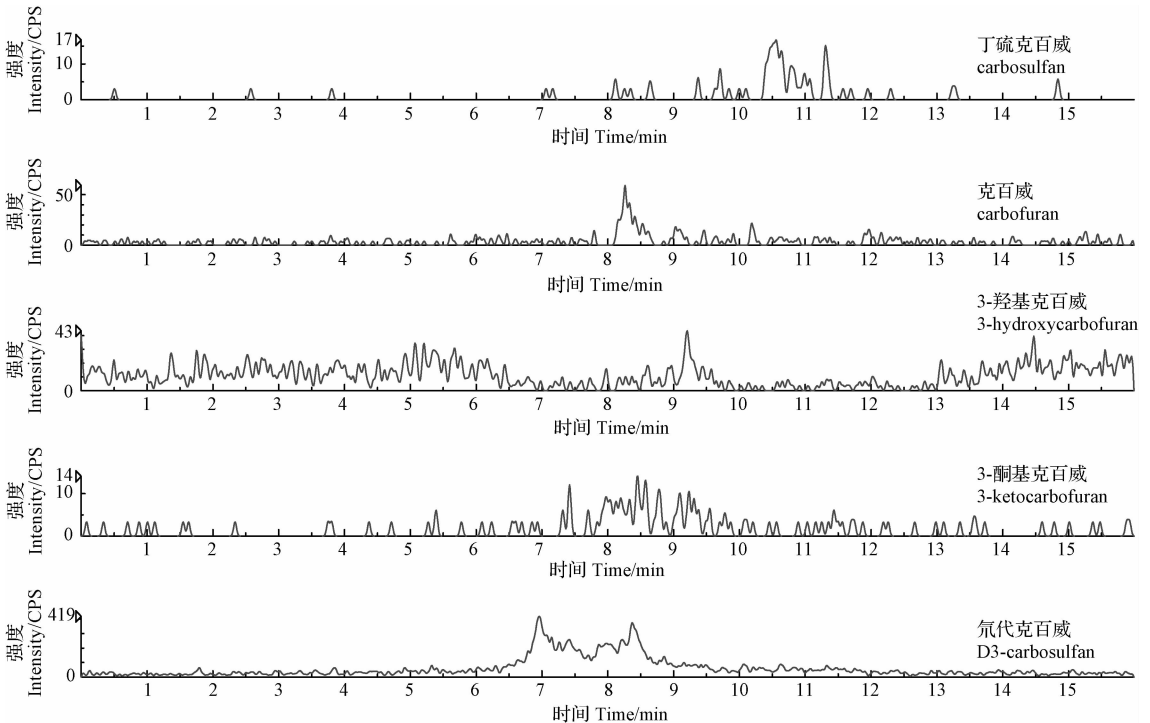 强度
Intensity/CPS
17
10
0
丁硫克百威
carbosulfan
1 2 3 4 5 6 7 8 9 10 11 12 13 14 15
时间 Time/min
强度
Intensity/CPS
50
0
克百威
carbofuran
1 2 3 4 5 6 7 8 9 10 11 12 13 14 15
时间 Time/min
强度
Intensity/CPS
43
0
3-羟基克百威
3-hydroxycarbofuran
1 2 3 4 5 6 7 8 9 10 11 12 13 14 15
时间 Time/min
强度
Intensity/CPS
14
10
0
3-酮基克百威
3-ketocarbofuran
1 2 3 4 5 6 7 8 9 10 11 12 13 14 15
时间 Time/min
强度
Intensity/CPS
419
0
氘代克百威
D3-carbosulfan
1 2 3 4 5 6 7 8 9 10 11 12 13 14 15
时间 Time/min